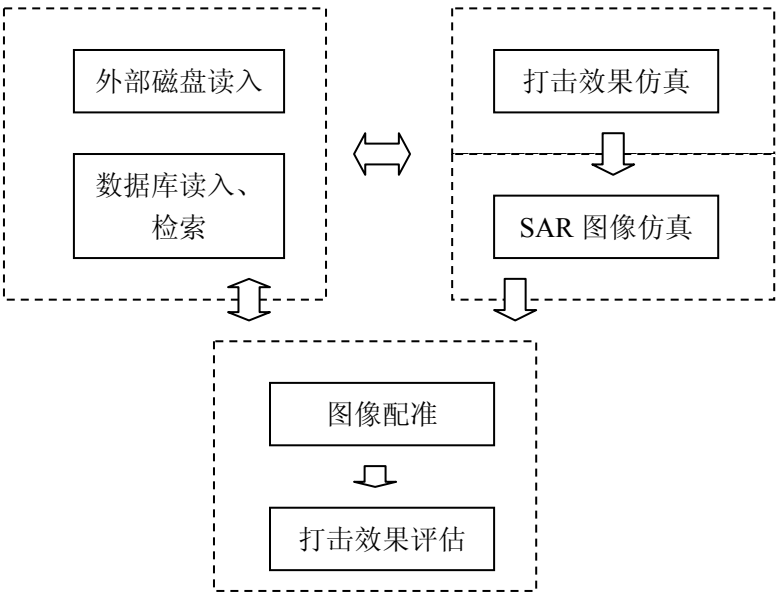 外部磁盘读入
数据库读入、
检索
打击效果仿真
SAR 图像仿真
图像配准
打击效果评估